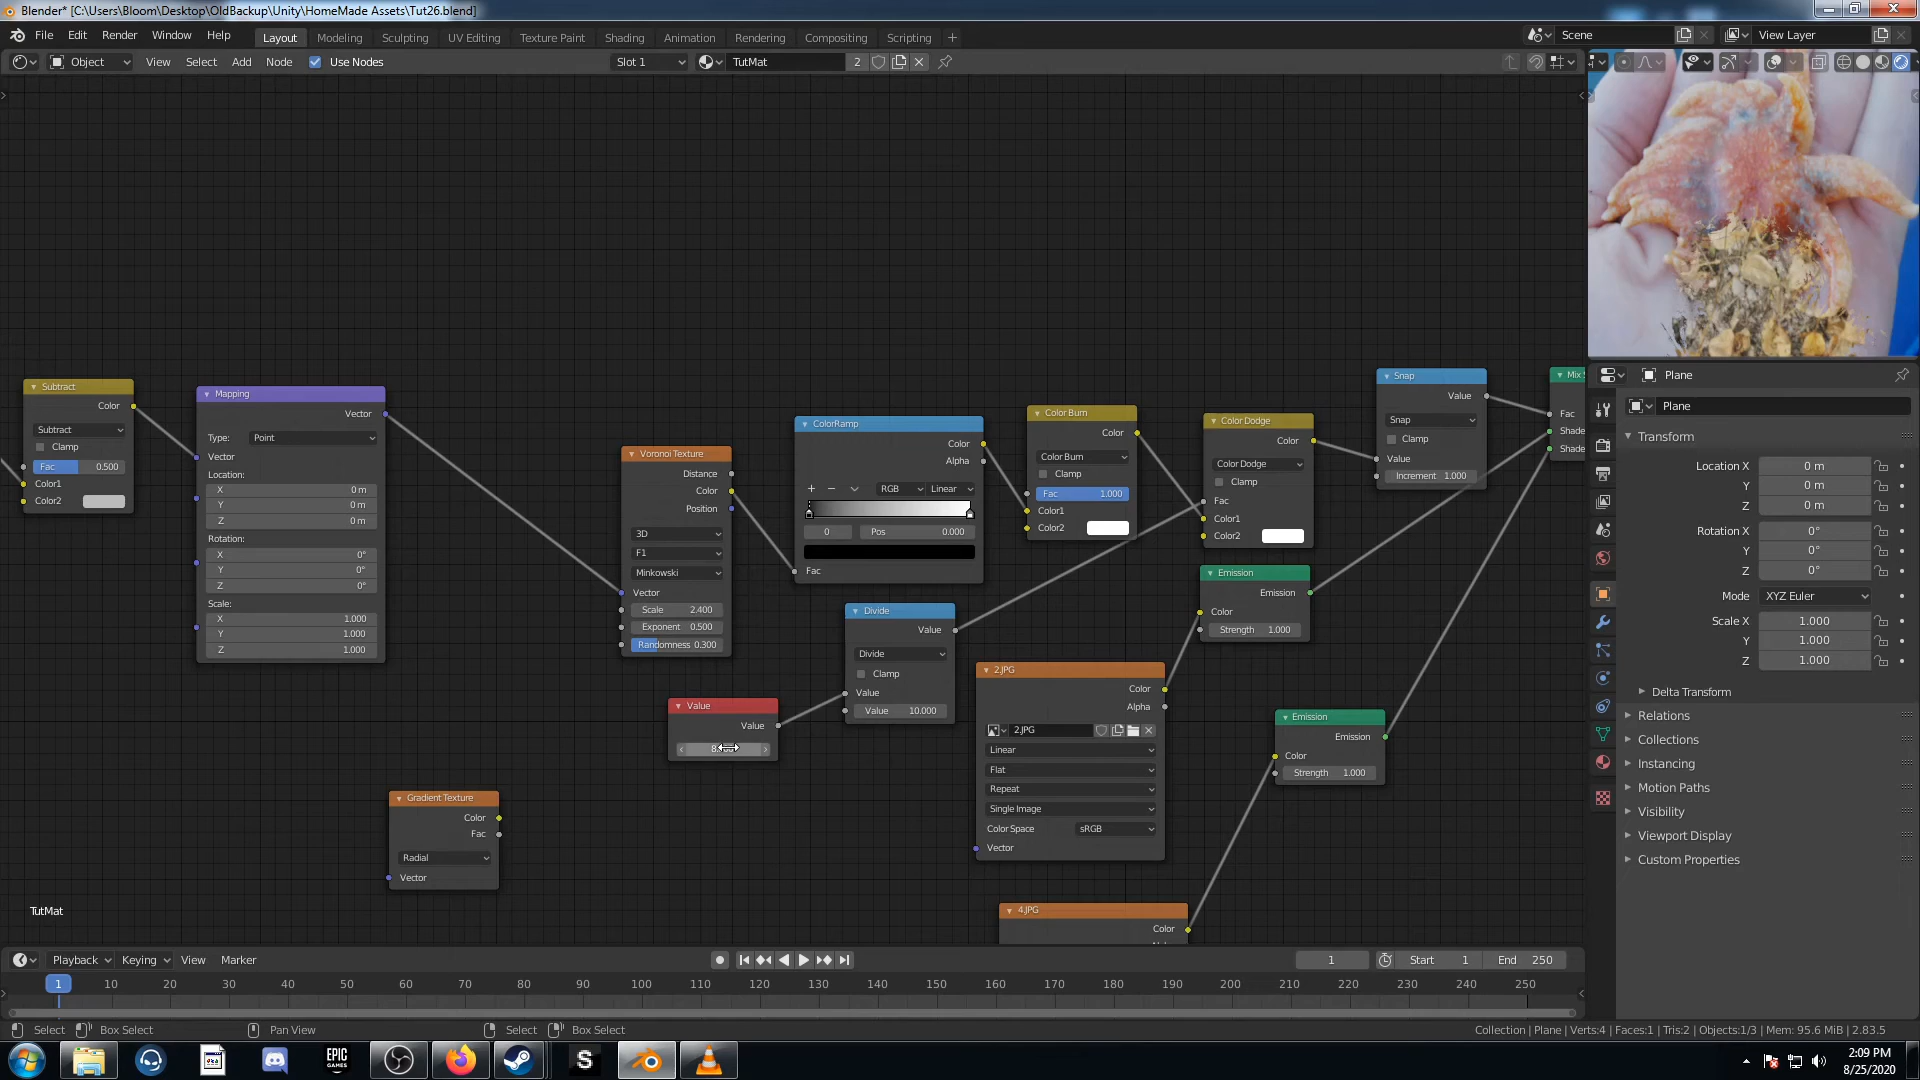 Blender* [C:\Users\Bloom\Desktop\OldBackup\Unity\HomeMade Assets\Tut26.blend]
File Edit Render Window Help Layout Modeling Sculpting UV Editing Texture Paint Shading Animation Rendering Compositing Scripting + Scene View Layer
Object View Select Add Node Use Nodes Slot 1 TutMat 2
Subtract
Color
Subtract
Clamp
Fac 0.500
Color1
Color2
Mapping
Vector
Type: Point
Vector
Location:
X 0 m
Y 0 m
Z 0 m
Rotation:
X 0°
Y 0°
Z 0°
Scale:
X 1.000
Y 1.000
Z 1.000
Voronoi Texture
Distance
Color
Position
3D
F1
Minkowski
Vector
Scale 2.400
Exponent 0.500
Randomness 0.300
ColorRamp
Color
Alpha
+ − RGB Linear
0 Pos 0.000
Fac
Color Burn
Color
Color Burn
Clamp
Fac 1.000
Color1
Color2
Color Dodge
Color
Color Dodge
Clamp
Fac
Color1
Color2
Snap
Value
Snap
Clamp
Value
Increment 1.000
Mix
Fac
Shade
Shade
Divide
Value
Divide
Clamp
Value
Value 10.000
Value
Value
Emission
Emission
Color
Strength 1.000
2.JPG
Color
Alpha
2.JPG
Linear
Flat
Repeat
Single Image
Color Space sRGB
Vector
Emission
Emission
Color
Strength 1.000
Gradient Texture
Color
Fac
Radial
Vector
4.JPG
Color
TutMat
Plane
Plane
Transform
Location X 0 m
Y 0 m
Z 0 m
Rotation X 0°
Y 0°
Z 0°
Mode XYZ Euler
Scale X 1.000
Y 1.000
Z 1.000
Delta Transform
Relations
Collections
Instancing
Motion Paths
Visibility
Viewport Display
Custom Properties
Playback Keying View Marker 1 Start 1 End 250
1 10 20 30 40 50 60 70 80 90 100 110 120 130 140 150 160 170 180 190 200 210 220 230 240 250
Select Box Select Pan View Select Box Select Collection | Plane | Verts:4 | Faces:1 | Tris:2 | Objects:1/3 | Mem: 95.6 MiB | 2.83.5
EPIC GAMES
S
2:09 PM
8/25/2020